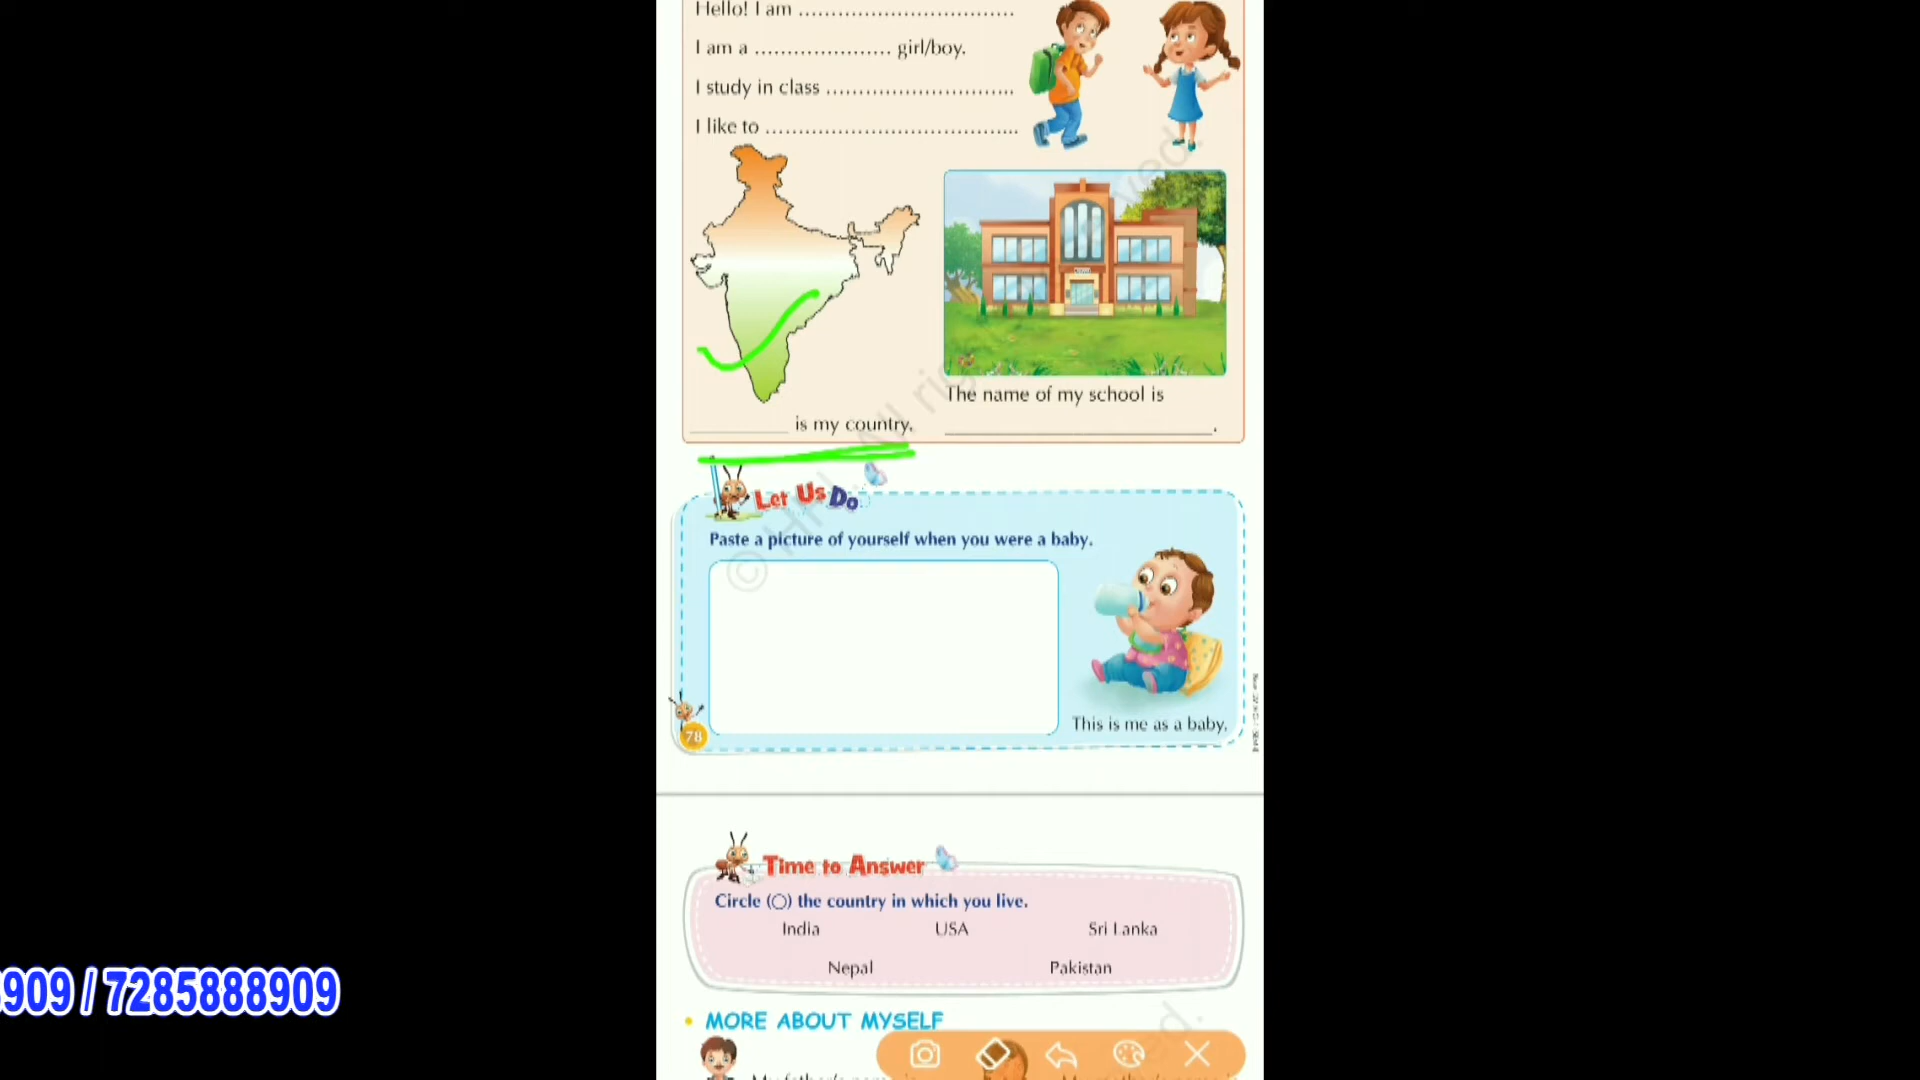 Hello! I am ................................
I am a ..................... girl/boy.
I study in class .............................
I like to .......................................
The name of my school is
____________ is my country. ______________________________.
Let Us Do
Paste a picture of yourself when you were a baby.
This is me as a baby.
78
Time to Answer
Circle (○) the country in which you live.
India USA Sri Lanka
Nepal Pakistan
909 / 7285888909
• MORE ABOUT MYSELF